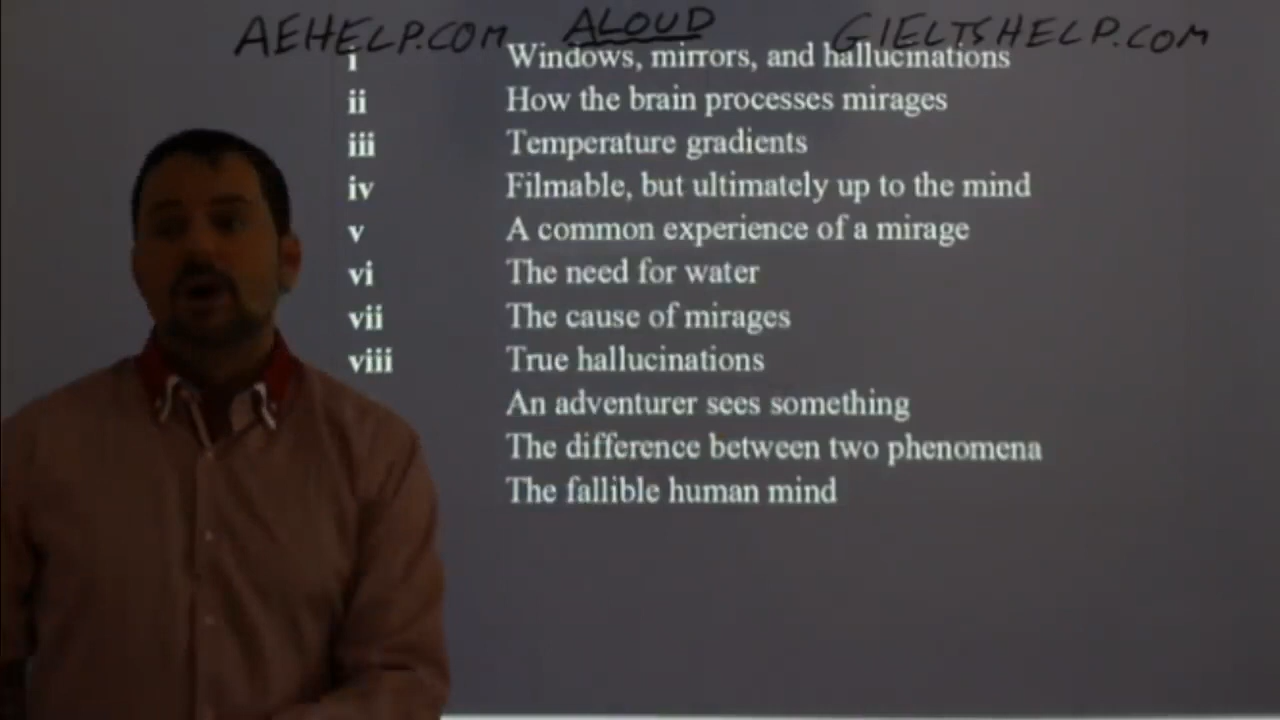 AEHELP.COM ALOUD GIELTSHELP.COM
i Windows, mirrors, and hallucinations
ii How the brain processes mirages
iii Temperature gradients
iv Filmable, but ultimately up to the mind
v A common experience of a mirage
vi The need for water
vii The cause of mirages
viii True hallucinations
An adventurer sees something
The difference between two phenomena
The fallible human mind